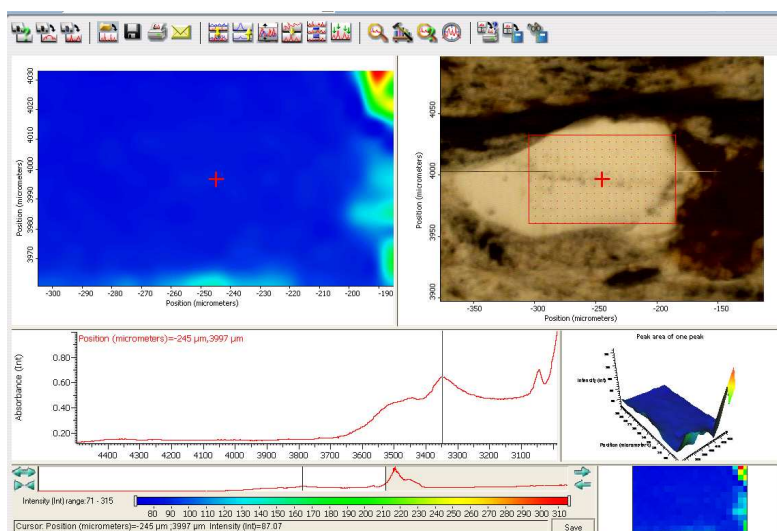 4030
4020
4010
4000
3990
3980
3970
Position (micrometers)
-300 -290 -280 -270 -260 -250 -240 -230 -220 -210 -200 -190
Position (micrometers)
4050
4000
3950
3900
Position (micrometers)
-350 -300 -250 -200 -150
Position (micrometers)
Position (micrometers)=-245 µm,3997 µm
Absorbance (Int)
0.80
0.60
0.40
0.20
4400 4300 4200 4100 4000 3900 3800 3700 3600 3500 3400 3300 3200 3100
Peak area of one peak
Intensity (Int)
Position (micrometers)
Intensity (Int) range:71 - 315
80 90 100 110 120 130 140 150 160 170 180 190 200 210 220 230 240 250 260 270 280 290 300 310
Cursor: Position (micrometers)=-245 µm ;3997 µm Intensity (Int)=87.07
Save